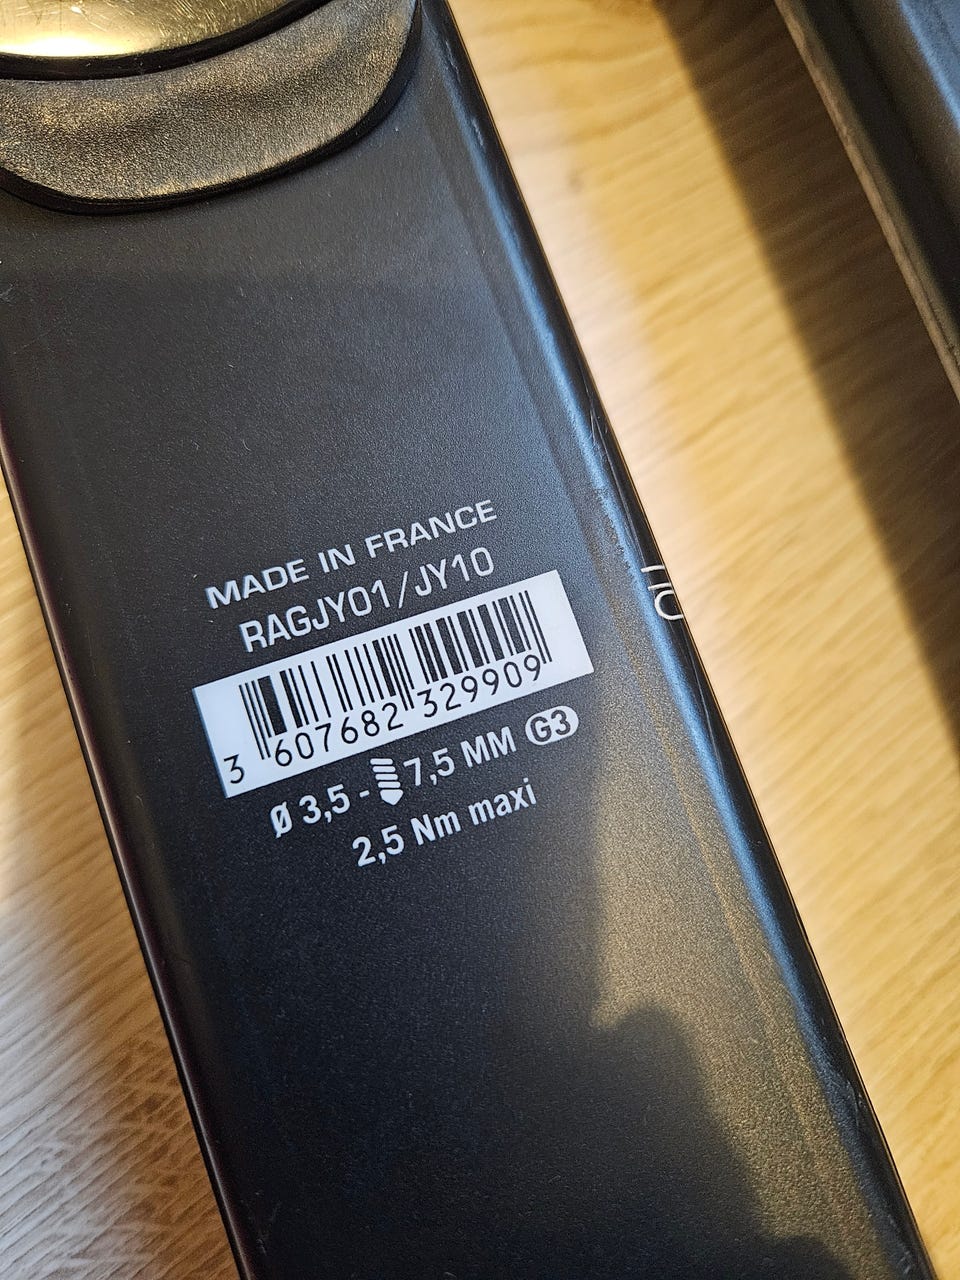 MADE IN FRANCE
RAGJY01/JY10
3 607682 329909
Ø 3,5 - 7,5 MM G3
2,5 Nm maxi